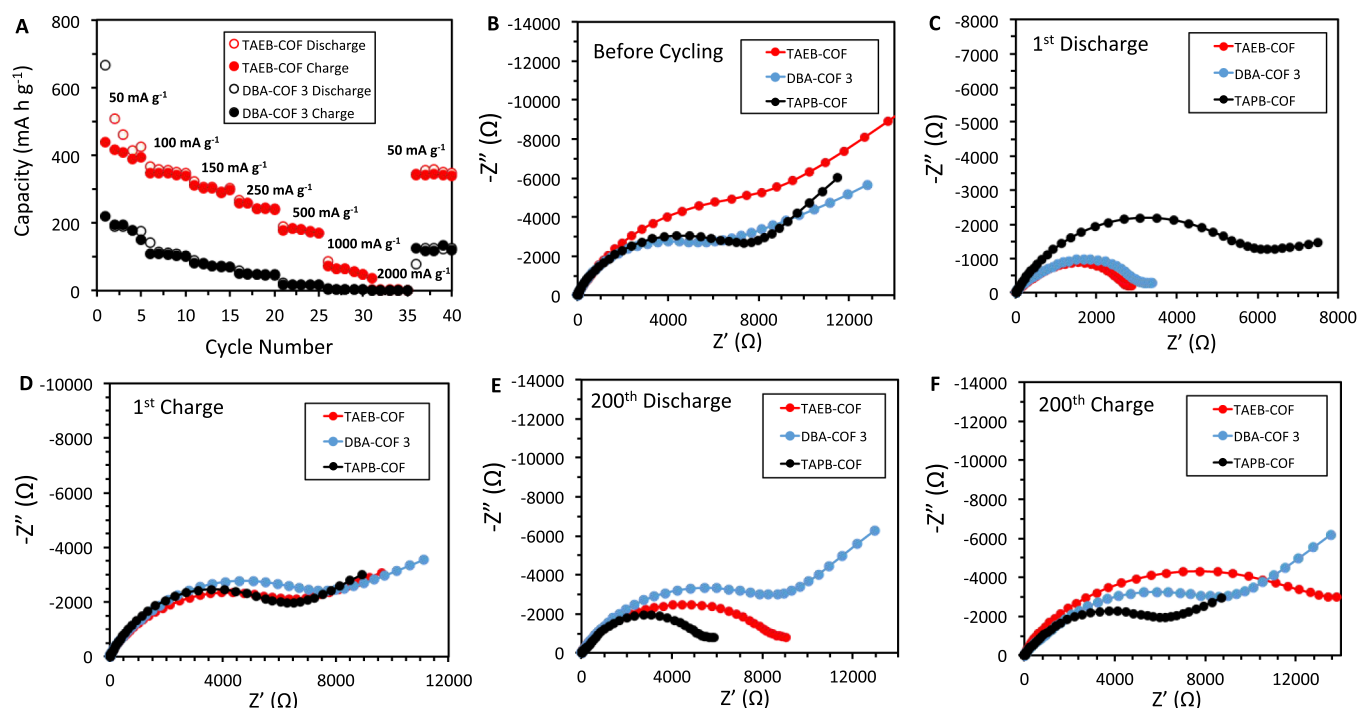 A
Capacity (mA h g⁻¹)
800
600
400
200
0
TAEB-COF Discharge
TAEB-COF Charge
DBA-COF 3 Discharge
DBA-COF 3 Charge
50 mA g⁻¹
100 mA g⁻¹
150 mA g⁻¹
250 mA g⁻¹
500 mA g⁻¹
1000 mA g⁻¹
2000 mA g⁻¹
50 mA g⁻¹
0 5 10 15 20 25 30 35 40
Cycle Number
B
-Z” (Ω)
-14000
-12000
-10000
-8000
-6000
-4000
-2000
0
Before Cycling
TAEB-COF
DBA-COF 3
TAPB-COF
0 4000 8000 12000
Z’ (Ω)
C
-Z” (Ω)
-8000
-7000
-6000
-5000
-4000
-3000
-2000
-1000
0
1st Discharge
TAEB-COF
DBA-COF 3
TAPB-COF
0 2000 4000 6000 8000
Z’ (Ω)
D
-Z” (Ω)
-10000
-8000
-6000
-4000
-2000
0
1st Charge
TAEB-COF
DBA-COF 3
TAPB-COF
0 4000 8000 12000
Z’ (Ω)
E
-Z” (Ω)
-14000
-12000
-10000
-8000
-6000
-4000
-2000
0
200th Discharge
TAEB-COF
DBA-COF 3
TAPB-COF
0 4000 8000 12000
Z’ (Ω)
F
-Z” (Ω)
-14000
-12000
-10000
-8000
-6000
-4000
-2000
0
200th Charge
TAEB-COF
DBA-COF 3
TAPB-COF
0 4000 8000 12000
Z’ (Ω)